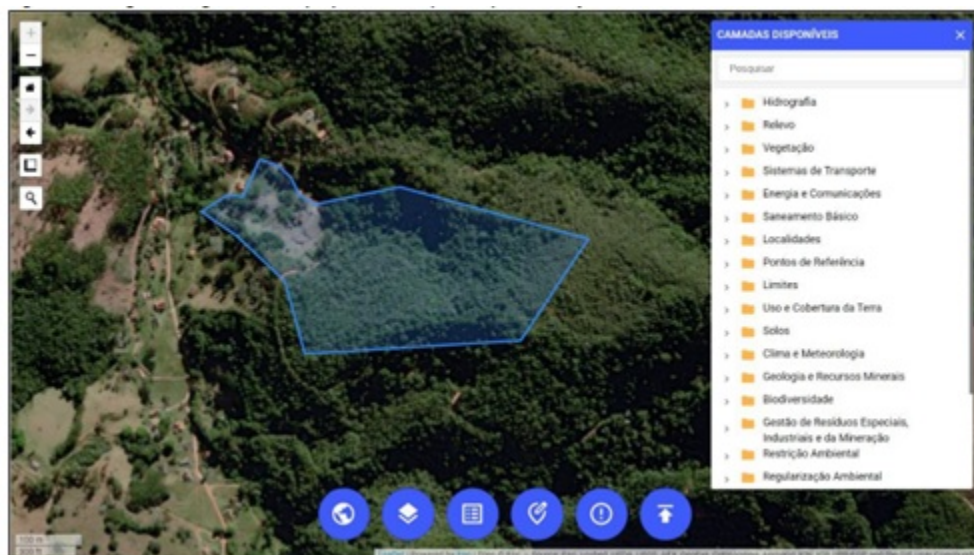 CAMADAS DISPONÍVEIS
Pesquisar
Hidrografia
Relevo
Vegetação
Sistemas de Transporte
Energia e Comunicações
Saneamento Básico
Localidades
Pontos de Referência
Limites
Uso e Cobertura da Terra
Solos
Clima e Meteorologia
Geologia e Recursos Minerais
Biodiversidade
Gestão de Resíduos Especiais,
Industriais e da Mineração
Restrição Ambiental
Regularização Ambiental